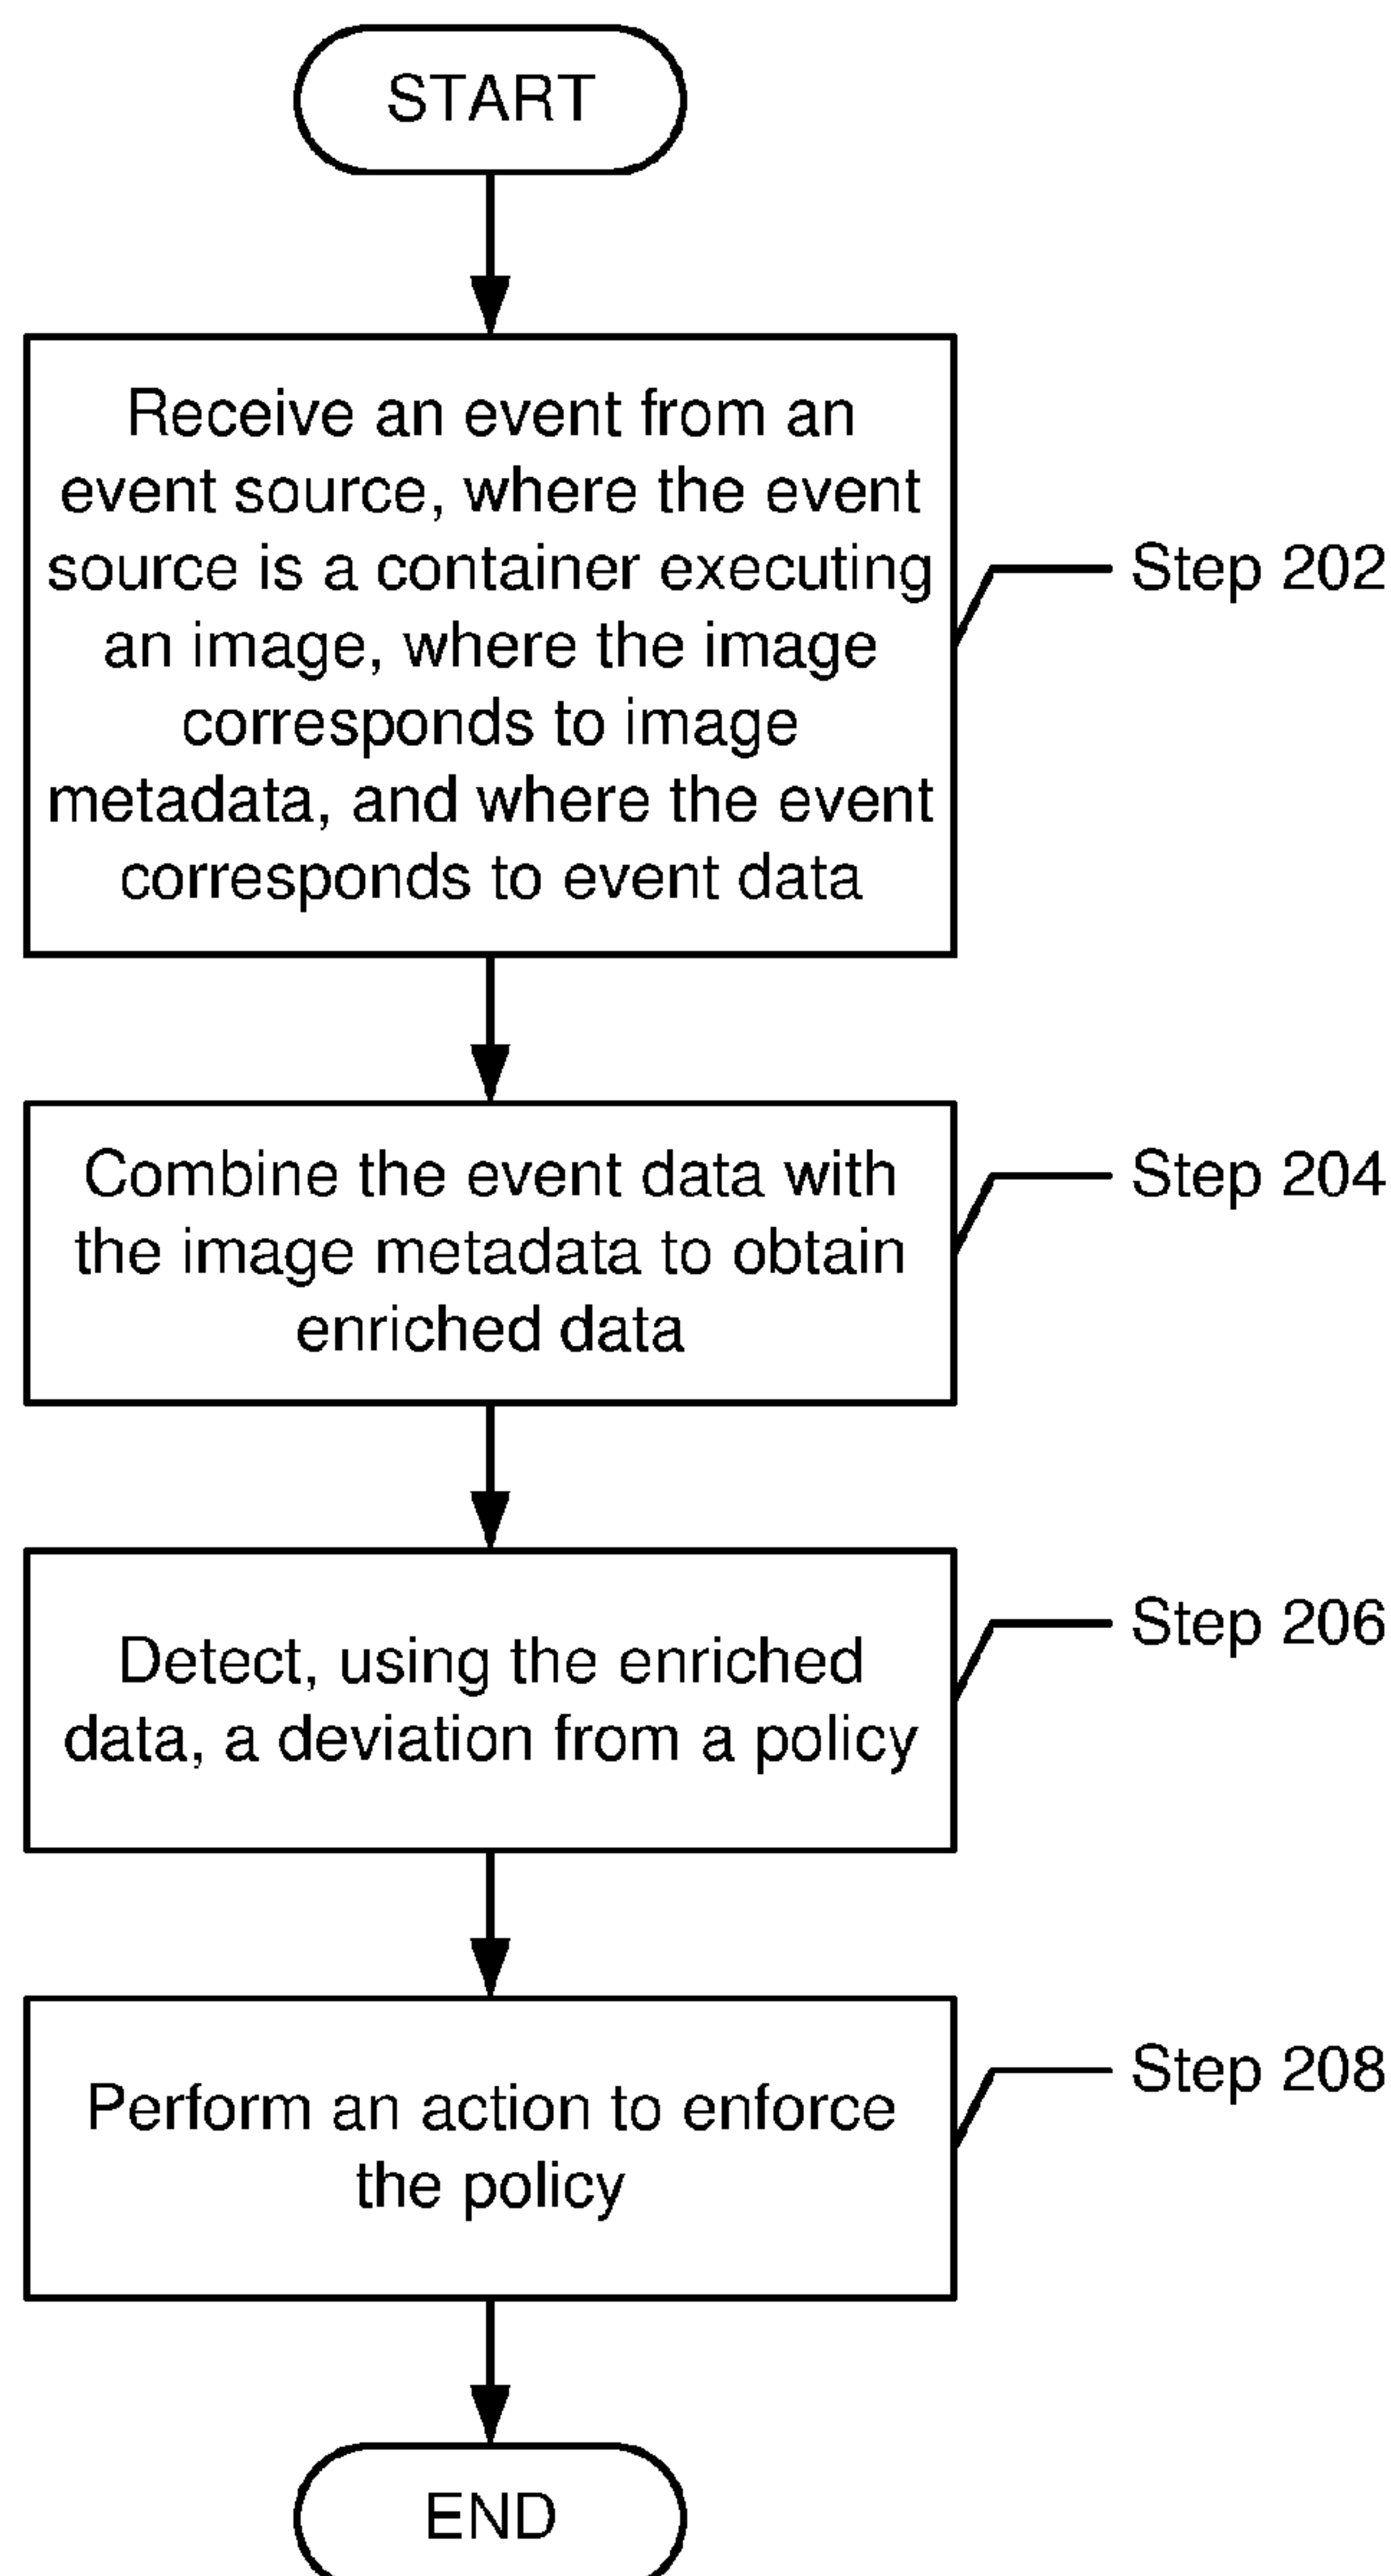 START
Receive an event from an
event source, where the event
source is a container executing
an image, where the image
corresponds to image
metadata, and where the event
corresponds to event data
Step 202
Combine the event data with
the image metadata to obtain
enriched data
Step 204
Detect, using the enriched
data, a deviation from a policy
Step 206
Perform an action to enforce
the policy
Step 208
END